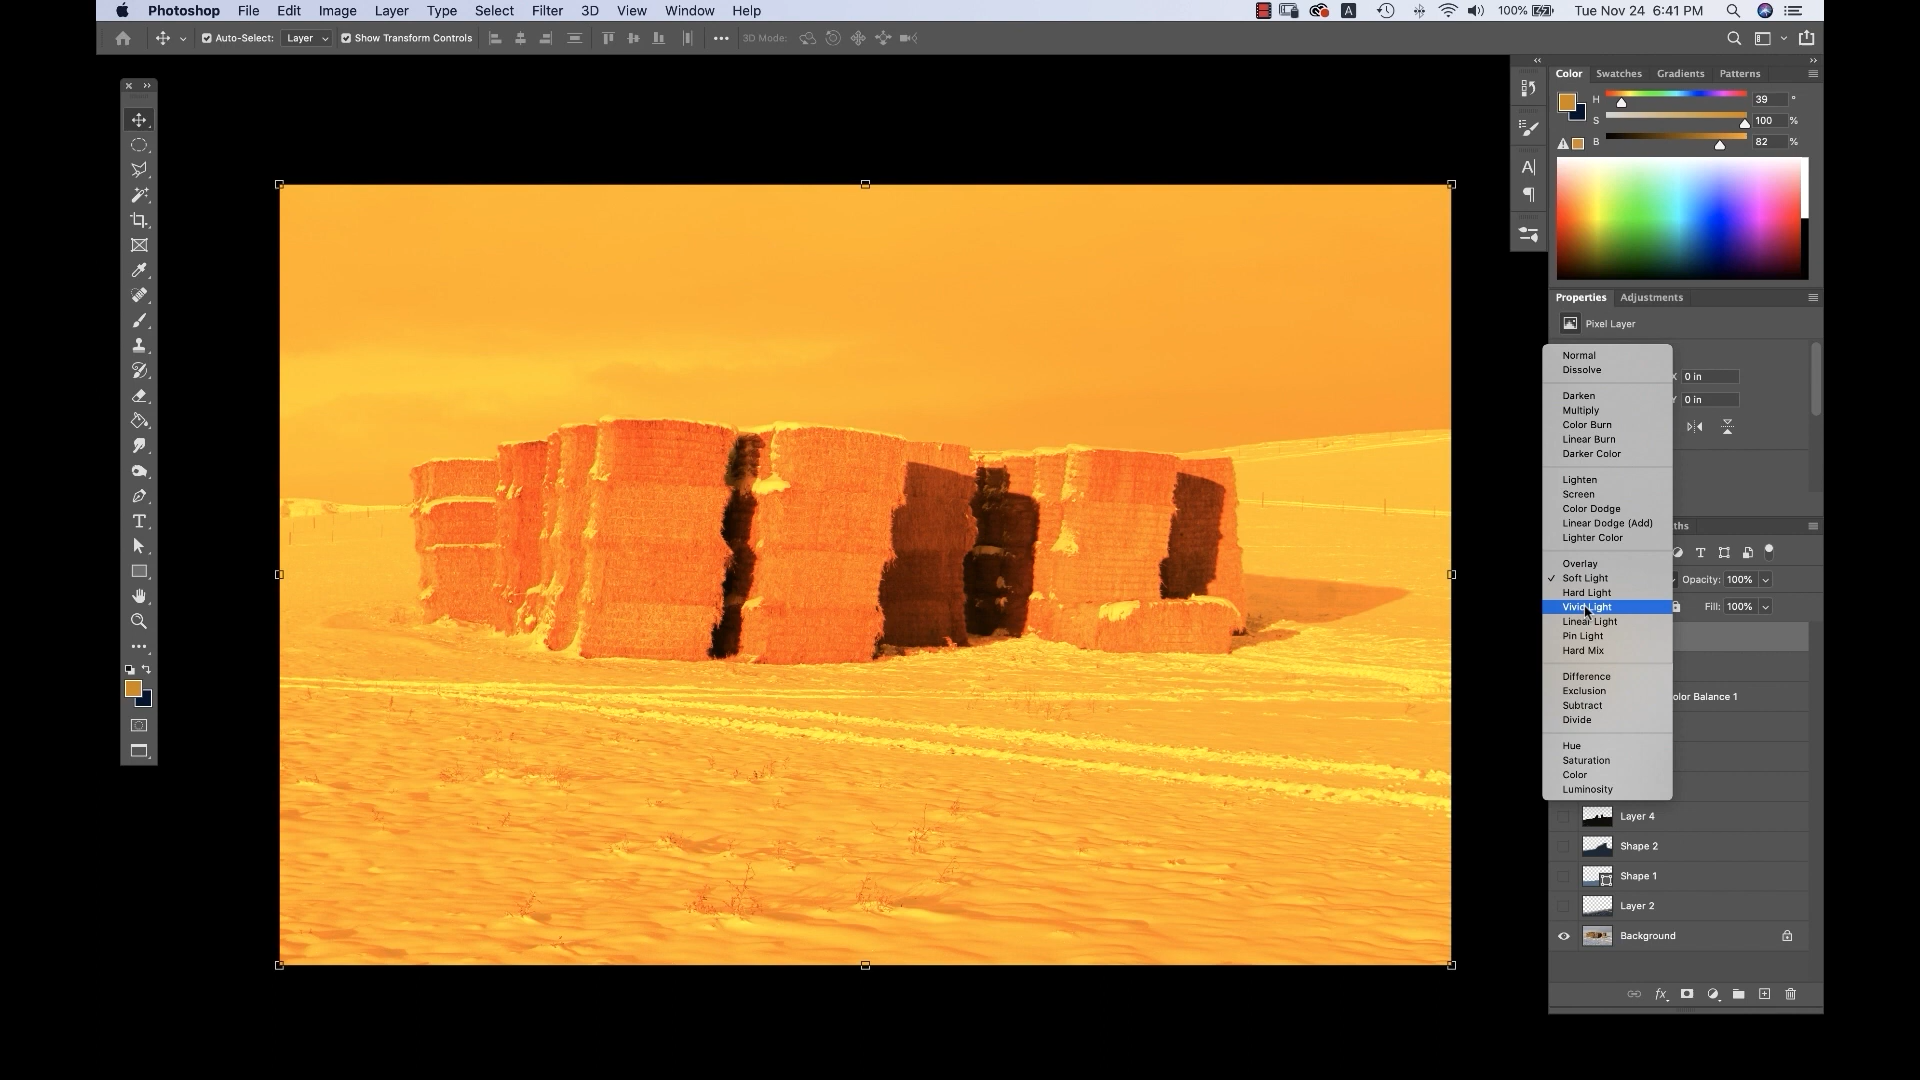 Photoshop File Edit Image Layer Type Select Filter 3D View Window Help A 100% Tue Nov 24 6:41 PM
Auto-Select: Layer Show Transform Controls 3D Mode:
Color Swatches Gradients Patterns
H 39 °
S 100 %
B 82 %
Properties Adjustments
Pixel Layer
X 0 in
Y 0 in
Normal
Dissolve
Darken
Multiply
Color Burn
Linear Burn
Darker Color
Lighten
Screen
Color Dodge
Linear Dodge (Add)
Lighter Color
Overlay
Soft Light
Hard Light
Vivid Light
Linear Light
Pin Light
Hard Mix
Difference
Exclusion
Subtract
Divide
Hue
Saturation
Color
Luminosity
ths
Opacity: 100%
Fill: 100%
olor Balance 1
Layer 4
Shape 2
Shape 1
Layer 2
Background
fx